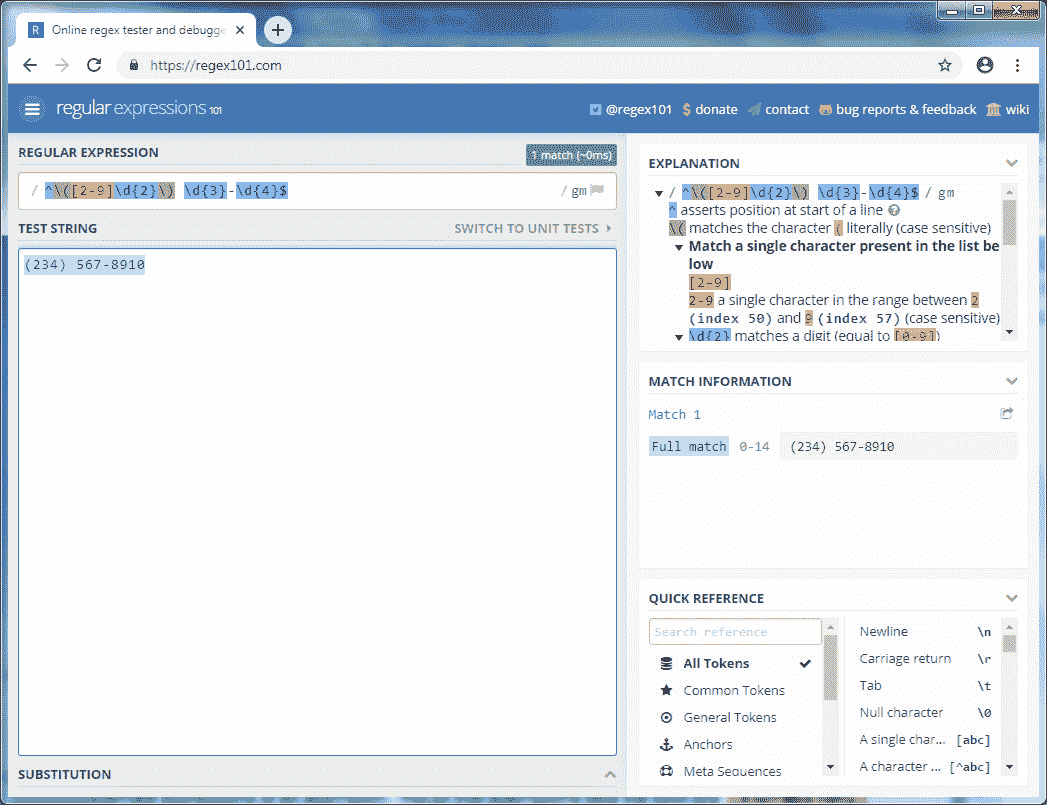 R Online regex tester and debugge
https://regex101.com
regular expressions 101
@regex101 $ donate contact bug reports & feedback wiki
REGULAR EXPRESSION
1 match (~0ms)
/ ^\([2-9]\d{2}\) \d{3}-\d{4}$ / gm
TEST STRING
SWITCH TO UNIT TESTS
(234) 567-8910
SUBSTITUTION
EXPLANATION
/ ^\([2-9]\d{2}\) \d{3}-\d{4}$ / gm
^ asserts position at start of a line ?
\( matches the character ( literally (case sensitive)
Match a single character present in the list be
low
[2-9]
2-9 a single character in the range between 2
(index 50) and 9 (index 57) (case sensitive)
\d{2} matches a digit (equal to [0-9])
MATCH INFORMATION
Match 1
Full match 0-14 (234) 567-8910
QUICK REFERENCE
Search reference
All Tokens
Common Tokens
General Tokens
Anchors
Meta Sequences
Newline \n
Carriage return \r
Tab \t
Null character \0
A single char... [abc]
A character ... [^abc]